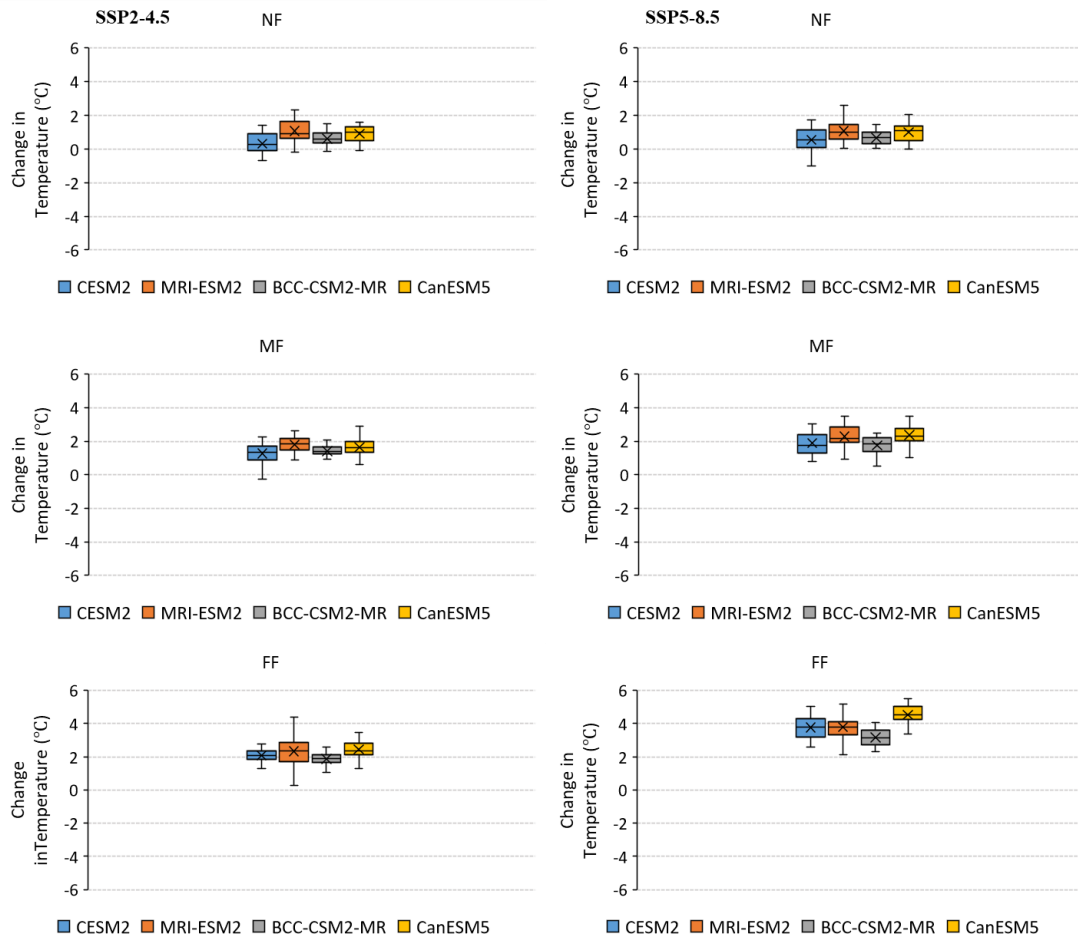 SSP2-4.5
NF
6
4
2
0
-2
-4
-6
Change in
Temperature (°C)
CESM2 MRI-ESM2 BCC-CSM2-MR CanESM5
SSP5-8.5
NF
6
4
2
0
-2
-4
-6
Change in
Temperature (°C)
CESM2 MRI-ESM2 BCC-CSM2-MR CanESM5
MF
6
4
2
0
-2
-4
-6
Change in
Temperature (°C)
CESM2 MRI-ESM2 BCC-CSM2-MR CanESM5
MF
6
4
2
0
-2
-4
-6
Change in
Temperature (°C)
CESM2 MRI-ESM2 BCC-CSM2-MR CanESM5
FF
6
4
2
0
-2
-4
-6
Change
inTemperature (°C)
CESM2 MRI-ESM2 BCC-CSM2-MR CanESM5
FF
6
4
2
0
-2
-4
-6
Change in
Temperature (°C)
CESM2 MRI-ESM2 BCC-CSM2-MR CanESM5